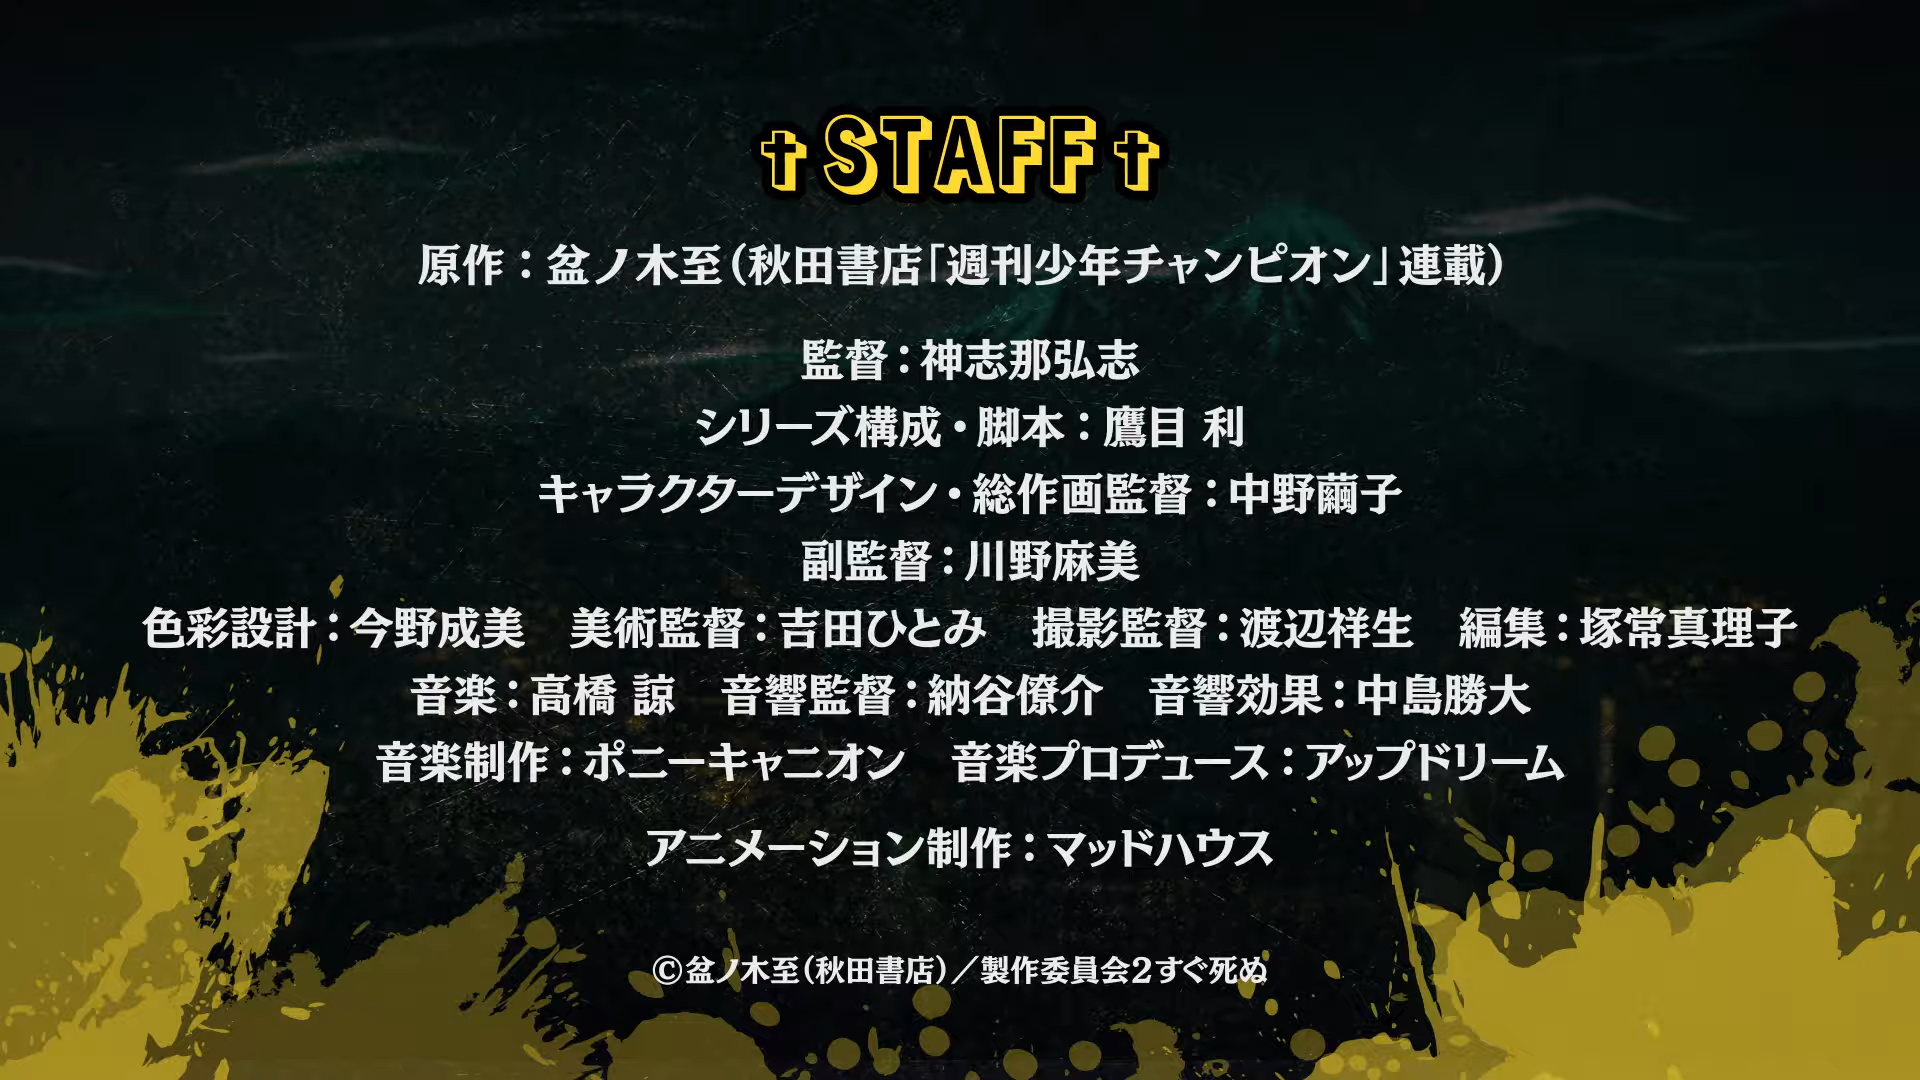 †STAFF†
原作：盆ノ木至（秋田書店「週刊少年チャンピオン」連載）
監督：神志那弘志
シリーズ構成・脚本：鷹目 利
キャラクターデザイン・総作画監督：中野繭子
副監督：川野麻美
色彩設計：今野成美　美術監督：吉田ひとみ　撮影監督：渡辺祥生　編集：塚常真理子
音楽：高橋 諒　音響監督：納谷僚介　音響効果：中島勝大
音楽制作：ポニーキャニオン　音楽プロデュース：アップドリーム
アニメーション制作：マッドハウス
©盆ノ木至（秋田書店）／製作委員会2すぐ死ぬ